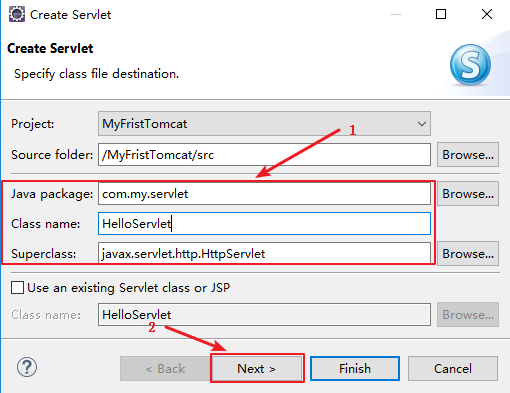 Create Servlet
Create Servlet
Specify class file destination.
Project: MyFristTomcat
1
Source folder: /MyFristTomcat/src Browse...
Java package: com.my.servlet Browse...
Class name: HelloServlet
Superclass: javax.servlet.http.HttpServlet Browse...
Use an existing Servlet class or JSP
Class name: HelloServlet Browse...
2
< Back Next > Finish Cancel